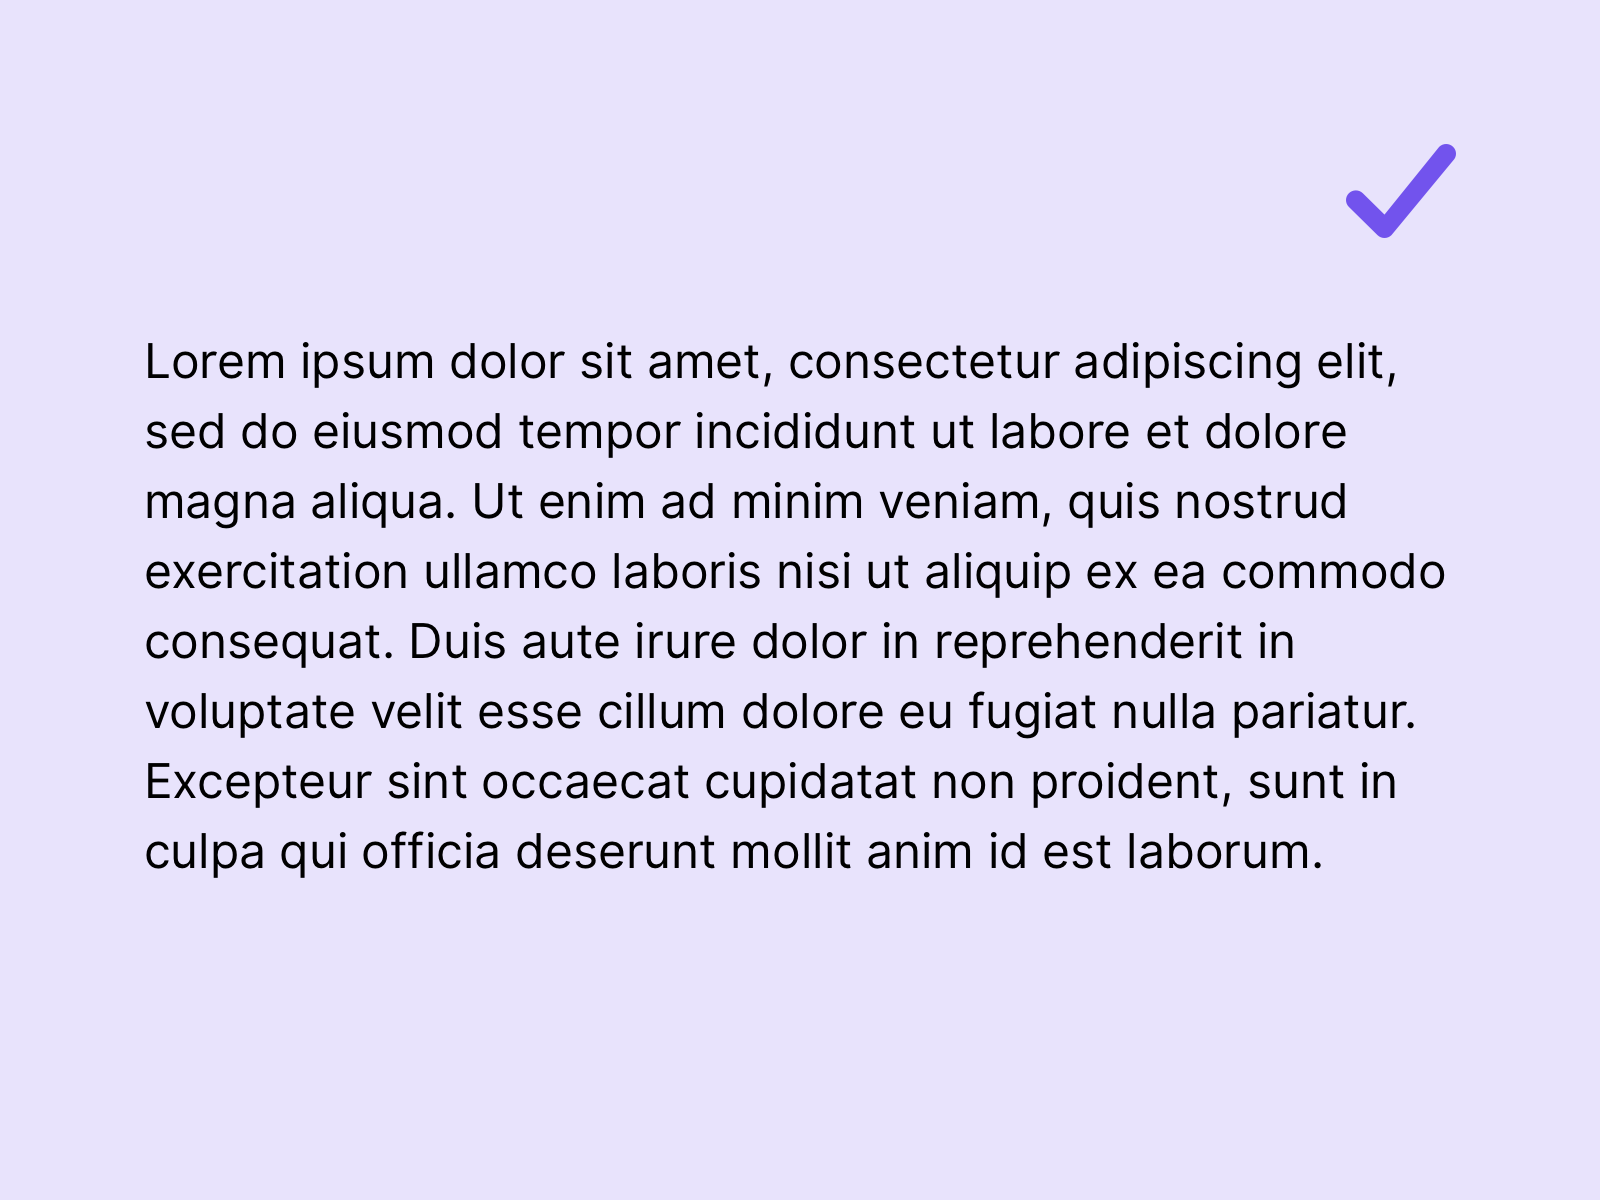 Lorem ipsum dolor sit amet, consectetur adipiscing elit,
sed do eiusmod tempor incididunt ut labore et dolore
magna aliqua. Ut enim ad minim veniam, quis nostrud
exercitation ullamco laboris nisi ut aliquip ex ea commodo
consequat. Duis aute irure dolor in reprehenderit in
voluptate velit esse cillum dolore eu fugiat nulla pariatur.
Excepteur sint occaecat cupidatat non proident, sunt in
culpa qui officia deserunt mollit anim id est laborum.